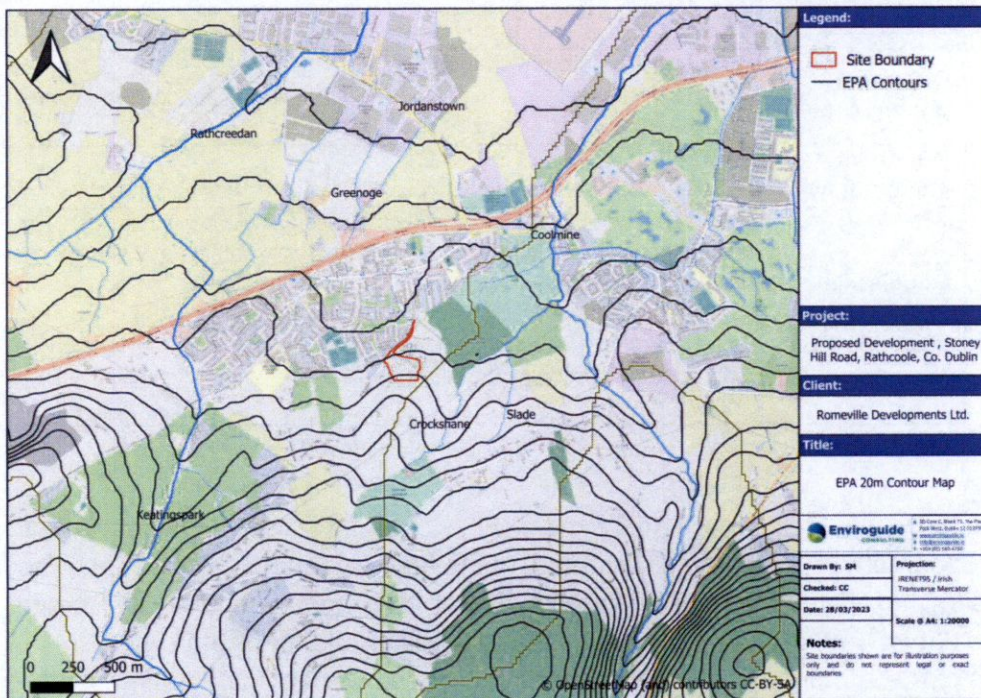 Jordanstown
Rathcreedan
Greenoge
Coolmine
Slade
Crockshane
Keatingspark
0 250 500 m
© OpenStreetMap (and) contributors CC-BY-SA
Legend:
Site Boundary
EPA Contours
Project:
Proposed Development , Stoney
Hill Road, Rathcoole, Co. Dublin
Client:
Romeville Developments Ltd.
Title:
EPA 20m Contour Map
Enviroguide
CONSULTING
Drawn By: SM
Checked: CC
Date: 28/03/2023
Projection:
IRENET95 / Irish
Transverse Mercator
Scale @ A4: 1:20000
Notes:
Site boundaries shown are for illustration purposes
only and do not represent legal or exact
boundaries